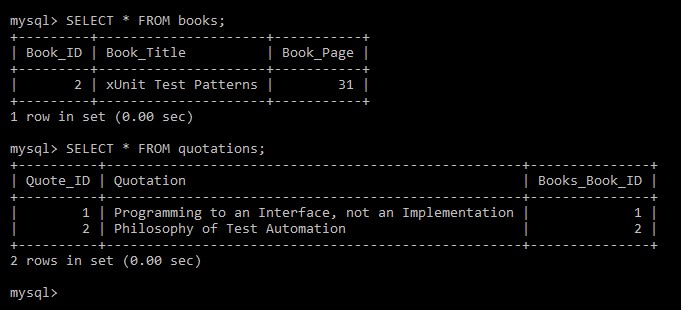 mysql> SELECT * FROM books;
+---------+---------------------+-----------+
| Book_ID | Book_Title          | Book_Page |
+---------+---------------------+-----------+
|       2 | xUnit Test Patterns |        31 |
+---------+---------------------+-----------+
1 row in set (0.00 sec)

mysql> SELECT * FROM quotations;
+----------+---------------------------------------------------+---------------+
| Quote_ID | Quotation                                         | Books_Book_ID |
+----------+---------------------------------------------------+---------------+
|        1 | Programming to an Interface, not an Implementation |             1 |
|        2 | Philosophy of Test Automation                     |             2 |
+----------+---------------------------------------------------+---------------+
2 rows in set (0.00 sec)

mysql>